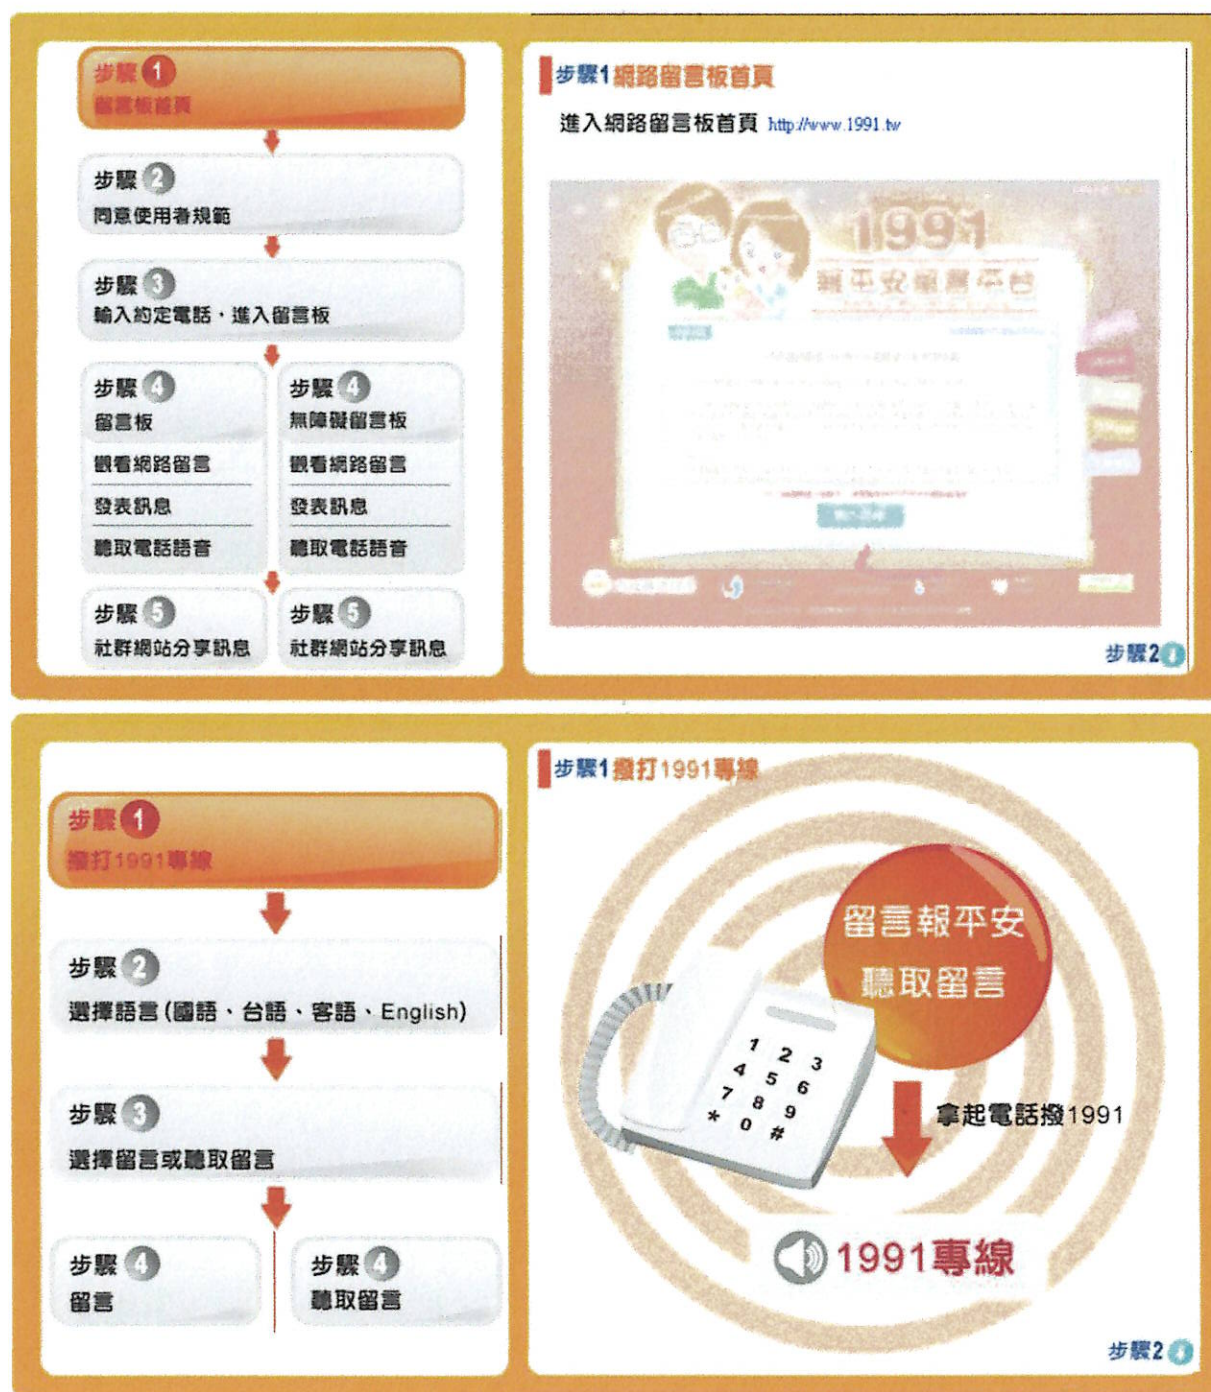 步驟1
留言板首頁
步驟2
同意使用者規範
步驟3
輸入約定電話，進入留言板
步驟4
留言板
觀看網路留言
發表訊息
聽取電話語音
步驟5
社群網站分享訊息
步驟4
無障礙留言板
觀看網路留言
發表訊息
聽取電話語音
步驟5
社群網站分享訊息
步驟1網路留言板首頁
進入網路留言板首頁 http://www.1991.tw
1991
報平安留言平台
步驟2
步驟1
撥打1991專線
步驟2
選擇語言(國語、台語、客語、English)
步驟3
選擇留言或聽取留言
步驟4
留言
步驟4
聽取留言
步驟1撥打1991專線
留言報平安
聽取留言
1 2 3
4 5 6
7 8 9
* 0 #
拿起電話撥1991
1991專線
步驟2